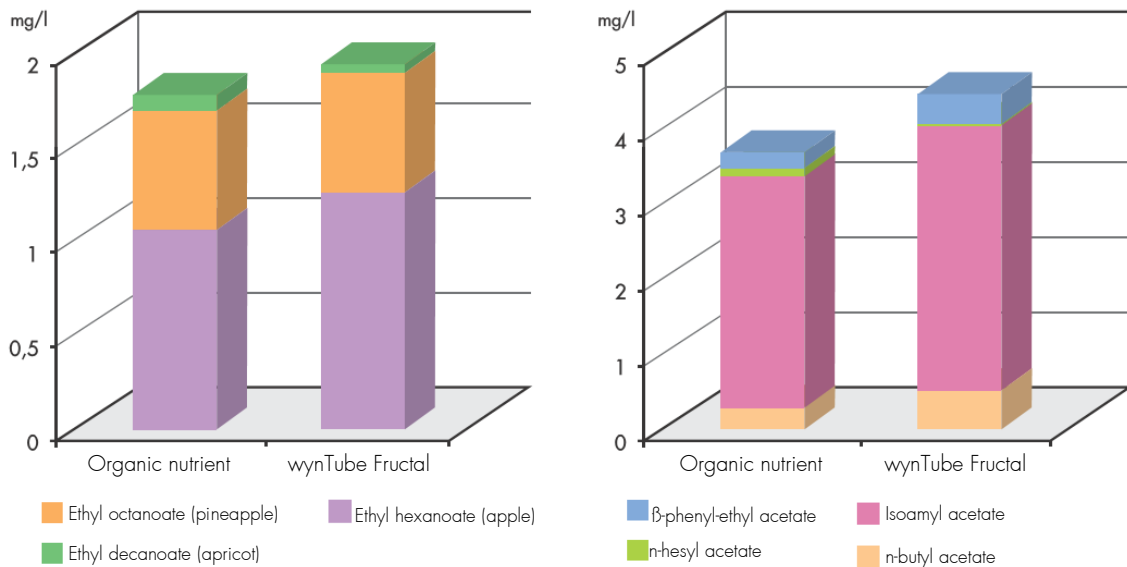 mg/l
2
1,5
1
0,5
0
Organic nutrient
wynTube Fructal
Ethyl octanoate (pineapple)
Ethyl hexanoate (apple)
Ethyl decanoate (apricot)
mg/l
5
4
3
2
1
0
Organic nutrient
wynTube Fructal
ß-phenyl-ethyl acetate
Isoamyl acetate
n-hesyl acetate
n-butyl acetate